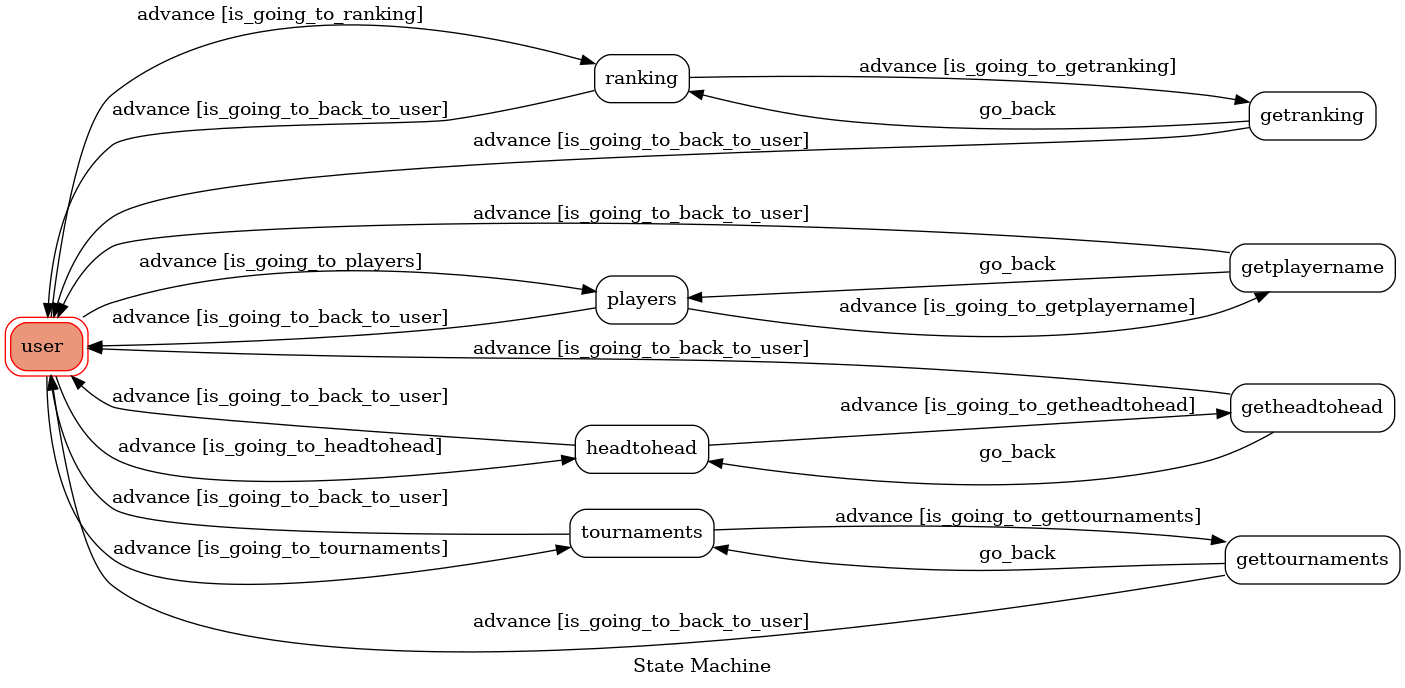 advance [is_going_to_ranking]
advance [is_going_to_getranking]
ranking
advance [is_going_to_back_to_user]
go_back
getranking
advance [is_going_to_back_to_user]
advance [is_going_to_back_to_user]
advance [is_going_to_players]
go_back
getplayername
players
advance [is_going_to_getplayername]
advance [is_going_to_back_to_user]
user
advance [is_going_to_back_to_user]
advance [is_going_to_back_to_user]
advance [is_going_to_getheadtohead]
getheadtohead
advance [is_going_to_headtohead]
headtohead
go_back
advance [is_going_to_back_to_user]
advance [is_going_to_gettournaments]
tournaments
advance [is_going_to_tournaments]
go_back
gettournaments
advance [is_going_to_back_to_user]
State Machine